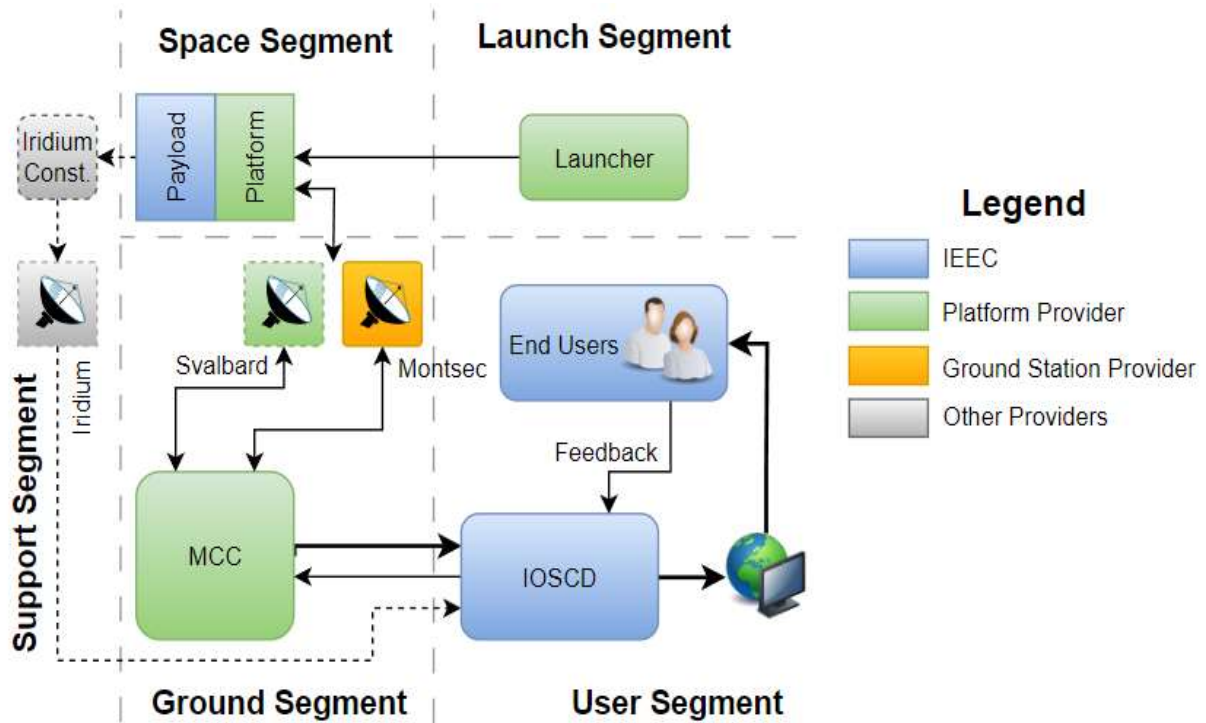 Space Segment
Launch Segment
Iridium
Const.
Payload
Platform
Launcher
Legend
IEEC
Platform Provider
Ground Station Provider
Other Providers
Svalbard
Montsec
End Users
Iridium
Support Segment
Feedback
MCC
IOSCD
Ground Segment
User Segment